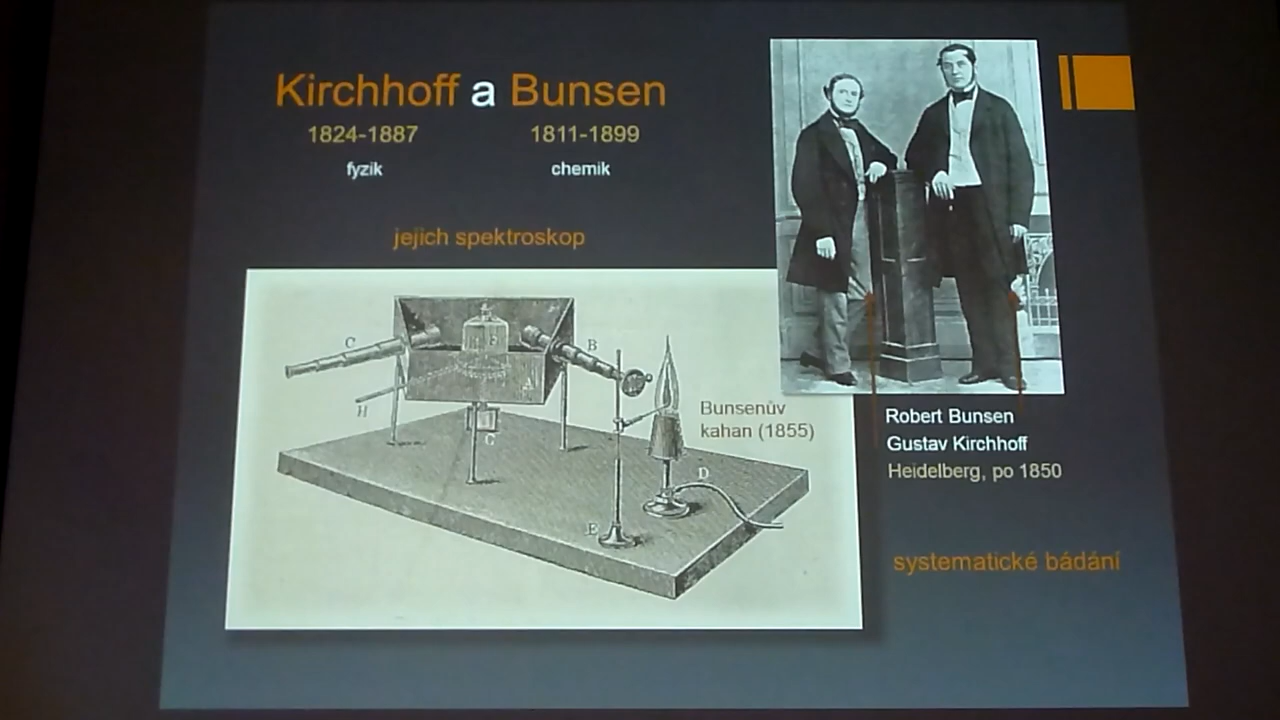 Kirchhoff a Bunsen
1824-1887
1811-1899
fyzik
chemik
jejich spektroskop
C
F
B
A
H
G
Bunsenův
kahan (1855)
D
E
Robert Bunsen
Gustav Kirchhoff
Heidelberg, po 1850
systematické bádání